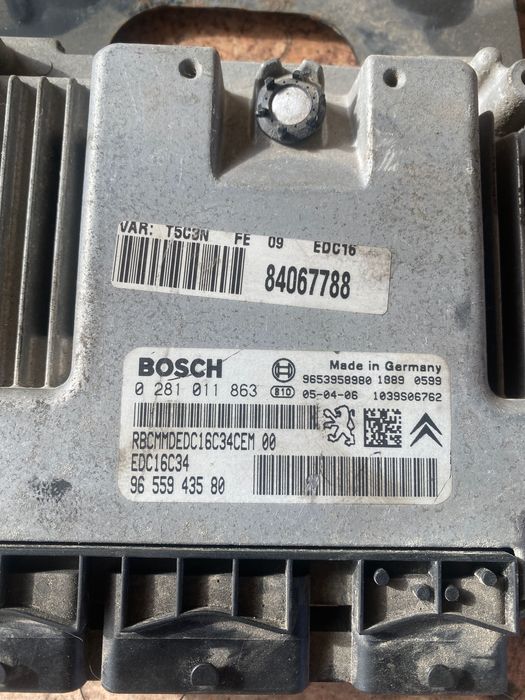 VAR: T5C3N FE 09 EDC16
84067788
BOSCH
Made in Germany
0 281 011 863
9653958980 1889 0599
B10 05-04-06 1039S06762
RBCMMDEDC16C34CEM 00
EDC16C34
96 559 435 80